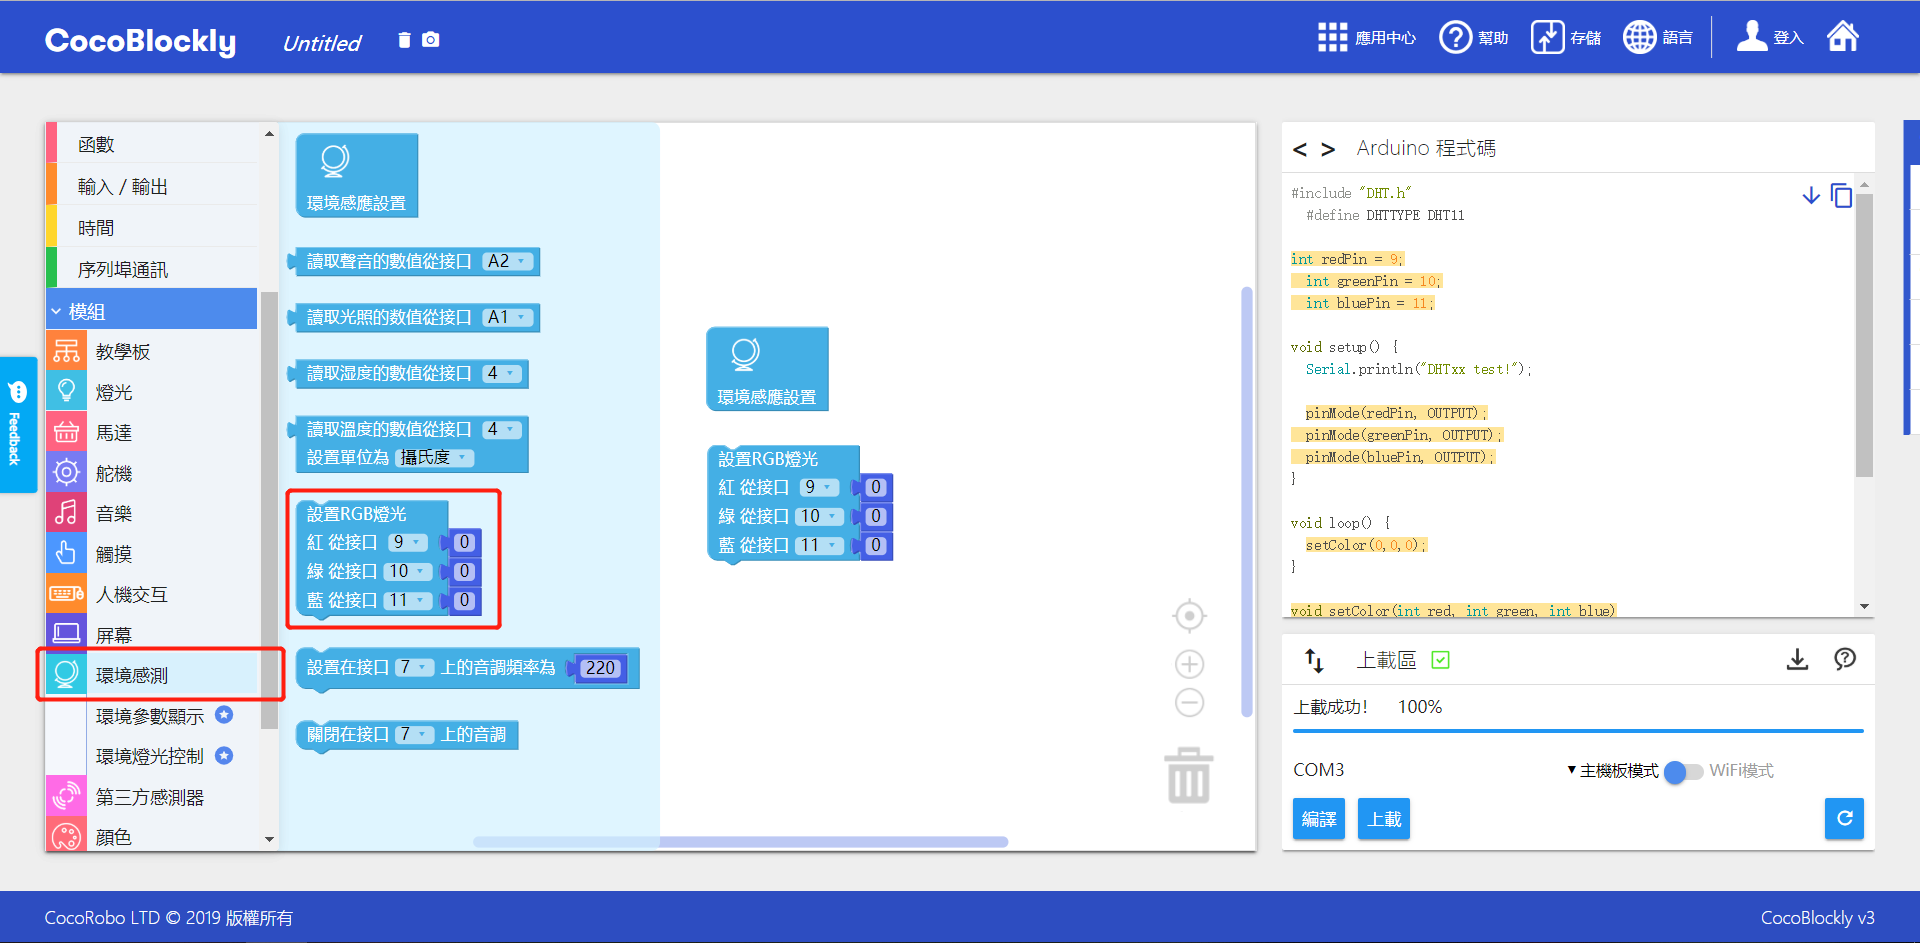 CocoBlockly
Untitled
應用中心
幫助
存儲
語言
登入
函數
輸入 / 輸出
時間
序列埠通訊
模組
教學板
燈光
馬達
舵機
音樂
觸摸
人機交互
屏幕
環境感測
環境參數顯示
環境燈光控制
第三方感測器
顔色
Feedback
環境感應設置
讀取聲音的數值從接口 A2
讀取光照的数值從接口 A1
讀取湿度的數值從接口 4
讀取溫度的數值從接口 4
設置單位為 攝氏度
設置RGB燈光
紅 從接口 9 0
綠 從接口 10 0
藍 從接口 11 0
設置在接口 7 上的音調頻率為 220
關閉在接口 7 上的音調
環境感應設置
設置RGB燈光
紅 從接口 9 0
綠 從接口 10 0
藍 從接口 11 0
< > Arduino 程式碼
#include "DHT.h"
#define DHTTYPE DHT11
int redPin = 9;
int greenPin = 10;
int bluePin = 11;
void setup() {
Serial.println("DHTxx test!");
pinMode(redPin, OUTPUT);
pinMode(greenPin, OUTPUT);
pinMode(bluePin, OUTPUT);
}
void loop() {
setColor(0,0,0);
}
void setColor(int red, int green, int blue)
上載區
上載成功! 100%
COM3
▼主機板模式 WiFi模式
編譯 上載
CocoRobo LTD © 2019 版權所有
CocoBlockly v3